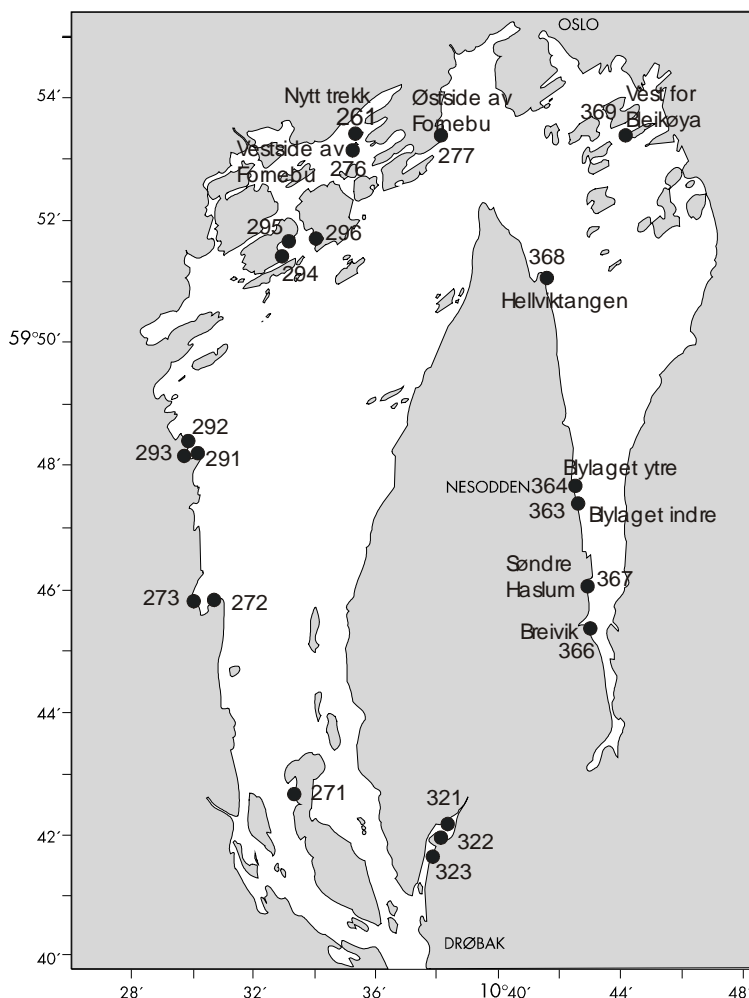 OSLO
54′
Nytt trekk
261
Østside av
Fornebu
277
369
Vest for
Bleikøya
Vestside av
Fornebu
276
52′
295
296
294
368
Hellviktangen
59°50′
292
293
291
48′
Blylaget ytre
NESODDEN
364
363
Blylaget indre
Søndre
Haslum
367
46′
273
272
Breivik
366
44′
271
321
42′
322
323
40′
DRØBAK
28′
32′
36′
10°40′
44′
48